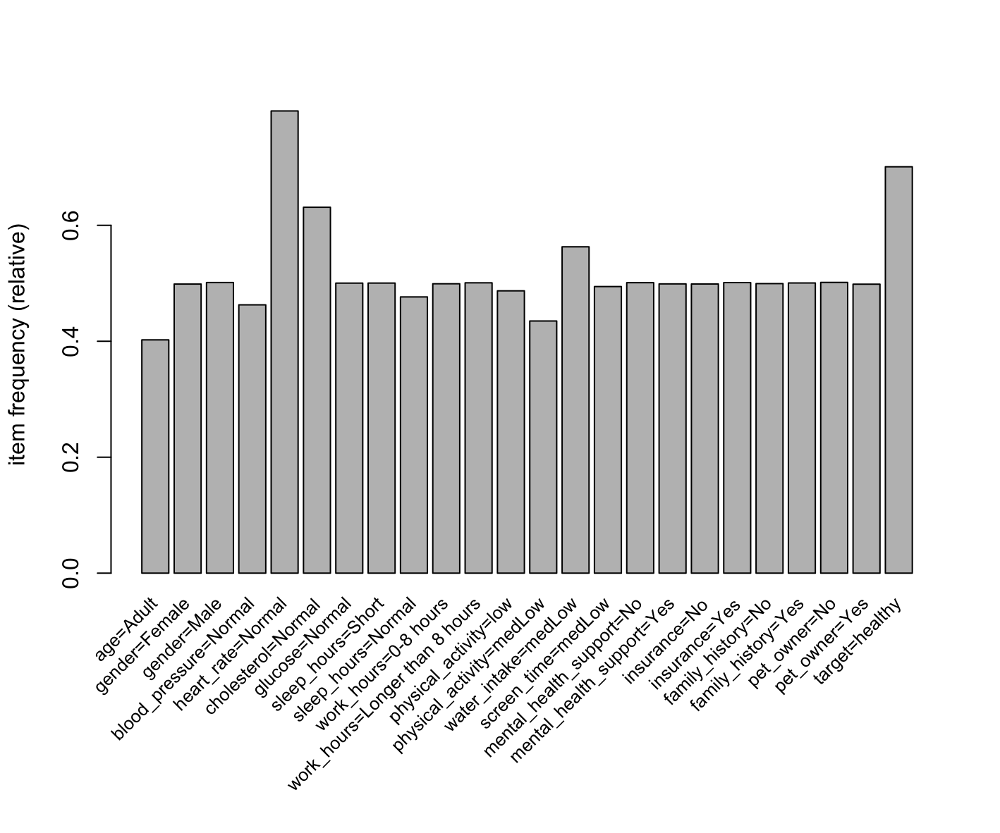 item frequency (relative)
0.6
0.4
0.2
0.0
age=Adult
gender=Female
gender=Male
blood_pressure=Normal
heart_rate=Normal
cholesterol=Normal
glucose=Normal
sleep_hours=Short
sleep_hours=Normal
work_hours=0-8 hours
work_hours=Longer than 8 hours
physical_activity=low
physical_activity=medLow
water_intake=medLow
screen_time=medLow
mental_health_support=No
mental_health_support=Yes
insurance=No
insurance=Yes
family_history=No
family_history=Yes
pet_owner=No
pet_owner=Yes
target=healthy